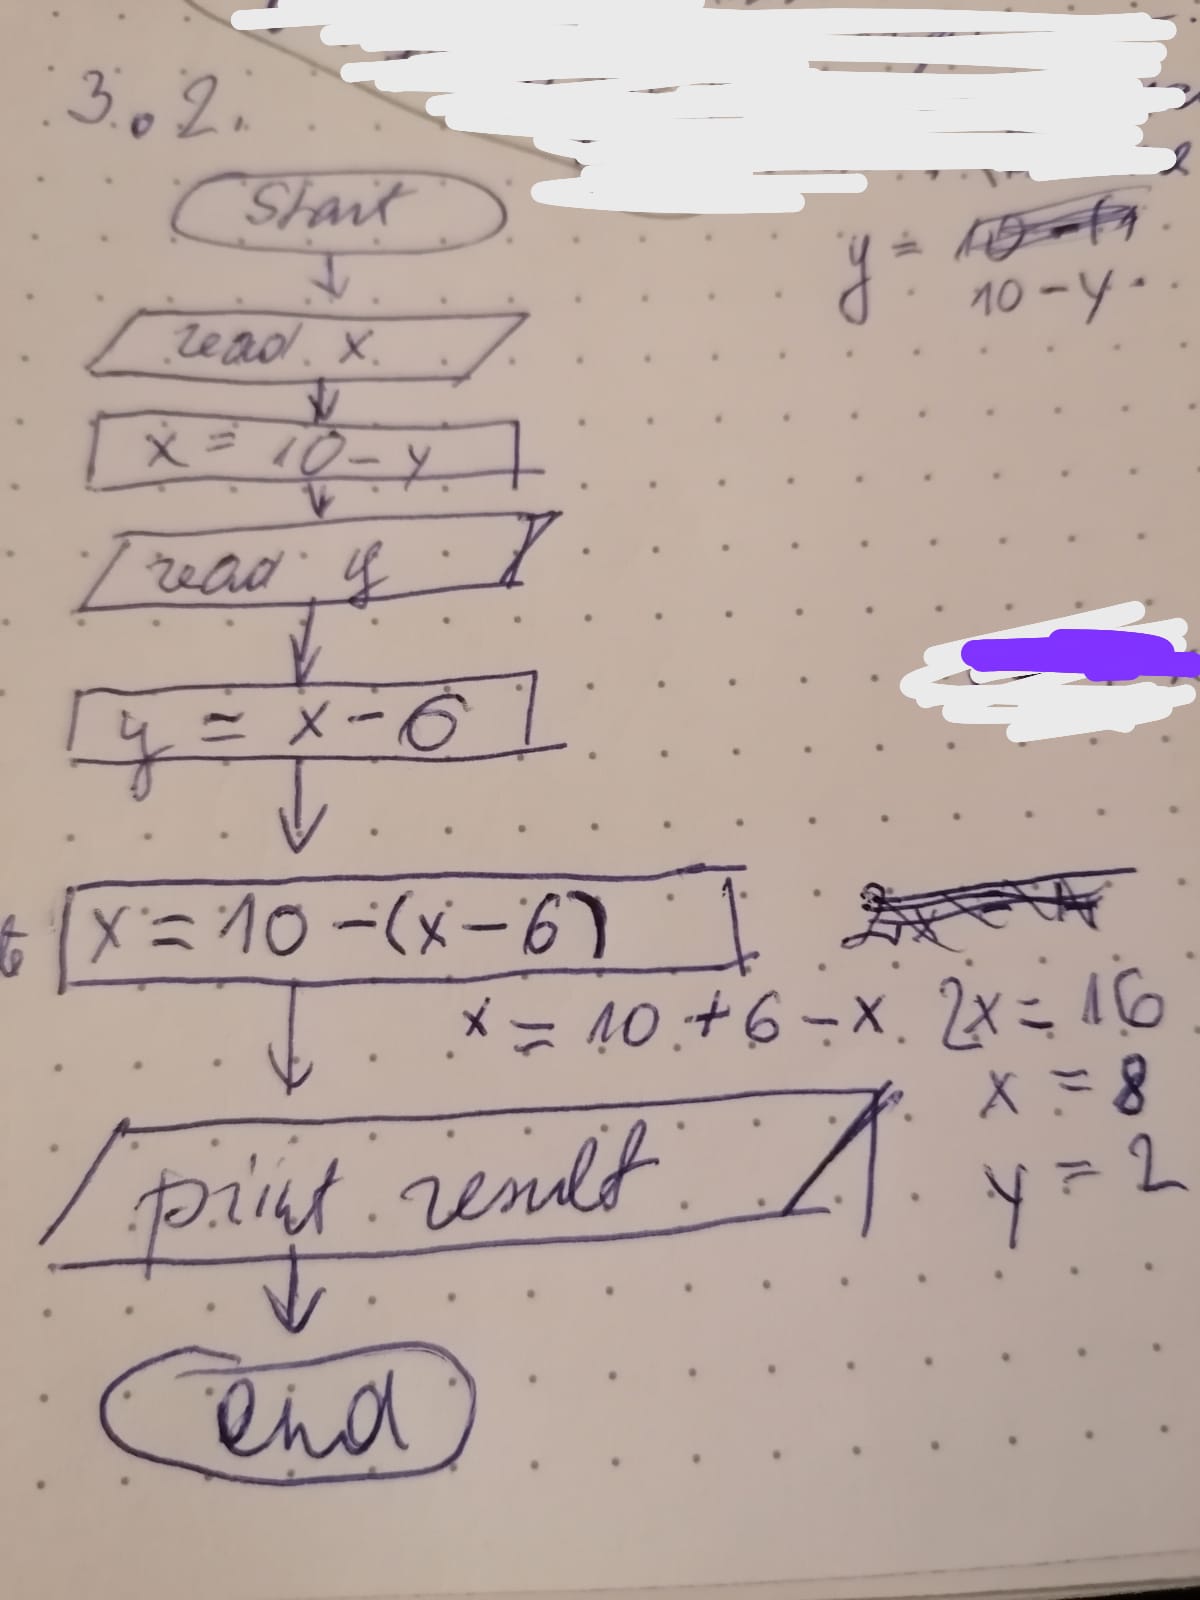 3.2.
Start
y =
10 - y
read x
x = 10 - y
read y
y = x - 6
x = 10 - (x - 6)
x = 10 + 6 - x 2x = 16
x = 8
y = 2
print result
end